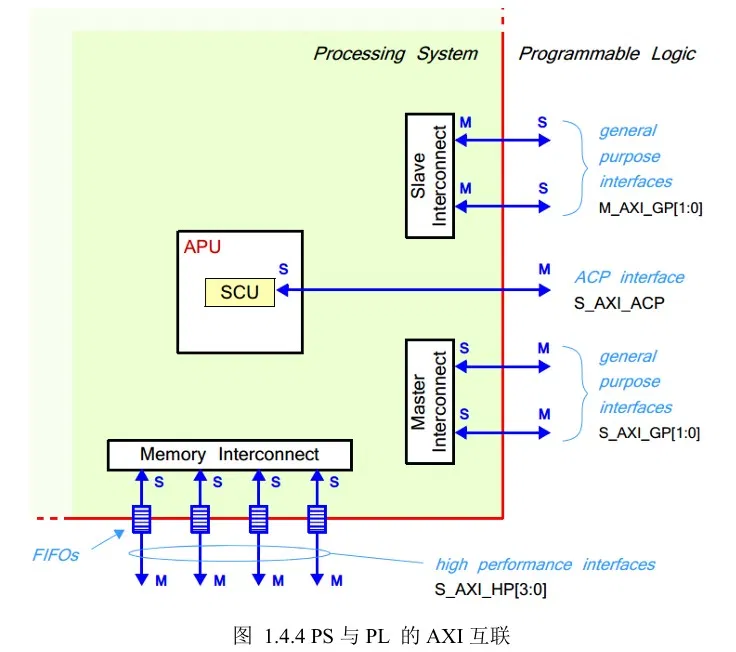 Processing System
Programmable Logic
Slave
Interconnect
M
S
M
S
general
purpose
interfaces
M_AXI_GP[1:0]
APU
SCU
S
M
ACP interface
S_AXI_ACP
Master
Interconnect
S
M
S
M
general
purpose
interfaces
S_AXI_GP[1:0]
Memory Interconnect
S
S
S
S
FIFOs
M
M
M
M
high performance interfaces
S_AXI_HP[3:0]
图 1.4.4 PS 与 PL 的 AXI 互联